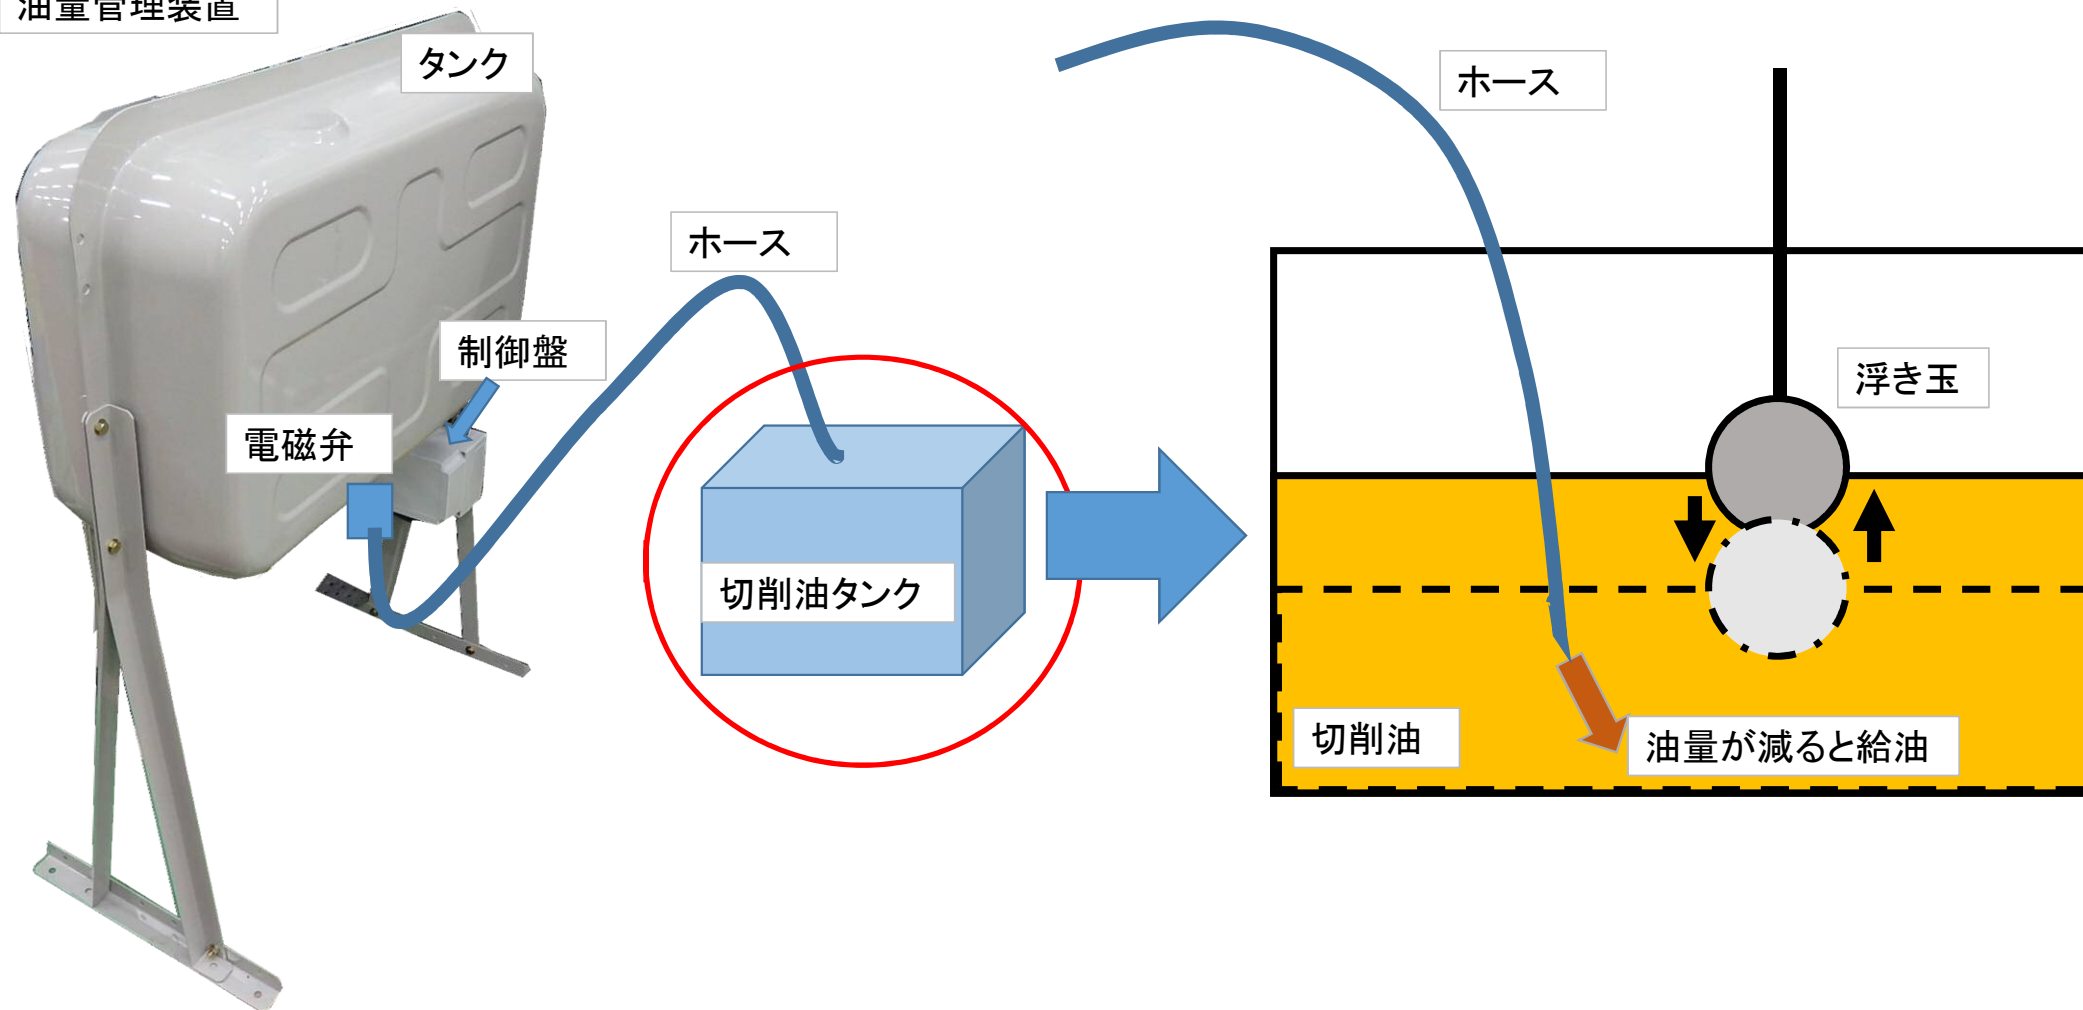 油量管理装置
タンク
ホース
制御盤
電磁弁
切削油タンク
ホース
浮き玉
切削油
油量が減ると給油